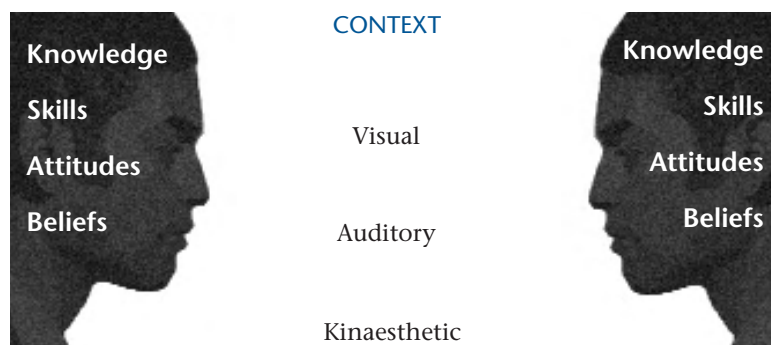 CONTEXT
Knowledge
Skills
Attitudes
Beliefs
Visual
Auditory
Kinaesthetic
Knowledge
Skills
Attitudes
Beliefs